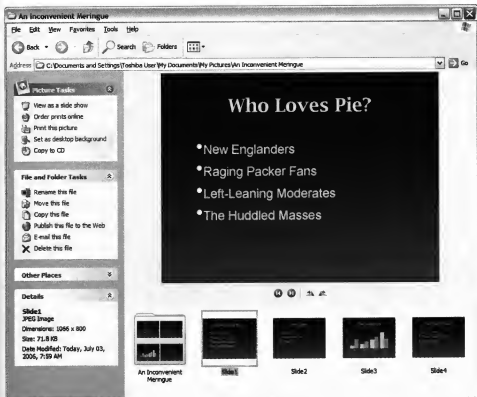 An Inconvenient Meringue
File Edit View Favorites Tools Help
Back Search Folders
Address C:\Documents and Settings\Toshiba User\My Documents\My Pictures\An Inconvenient Meringue Go
Picture Tasks
View as a slide show
Order prints online
Print this picture
Set as desktop background
Copy to CD
File and Folder Tasks
Rename this file
Move this file
Copy this file
Publish this file to the Web
E-mail this file
Delete this file
Other Places
Details
Slide1
JPEG Image
Dimensions: 1066 x 800
Size: 71.8 KB
Date Modified: Today, July 03,
2006, 7:59 AM
Who Loves Pie?
•New Englanders
•Raging Packer Fans
•Left-Leaning Moderates
•The Huddled Masses
An Inconvenient
Meringue
Slide1
Slide2
Slide3
Slide4